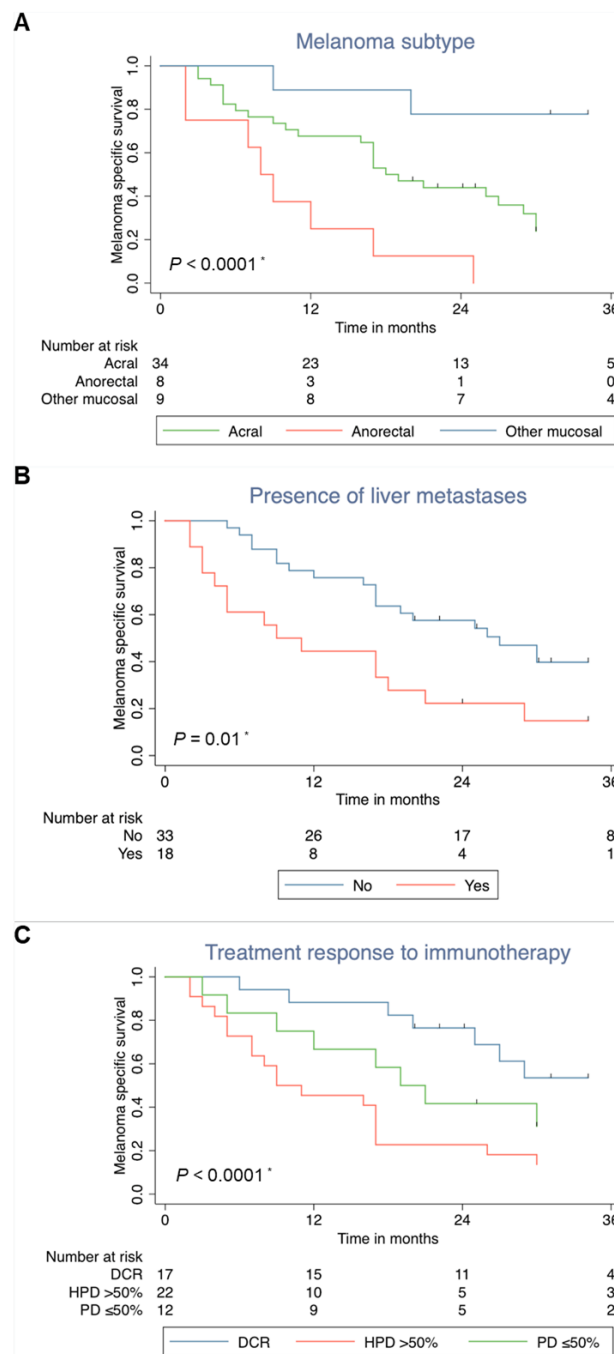 A
Melanoma subtype
Melanoma specific survival
0.0 0.2 0.4 0.6 0.8 1.0
P < 0.0001 *
0 12 24 36
Time in months
Number at risk
Acral 34 23 13 5
Anorectal 8 3 1 0
Other mucosal 9 8 7 4
Acral Anorectal Other mucosal
B
Presence of liver metastases
Melanoma specific survival
0.0 0.2 0.4 0.6 0.8 1.0
P = 0.01 *
0 12 24 36
Time in months
Number at risk
No 33 26 17 8
Yes 18 8 4 1
No Yes
C
Treatment response to immunotherapy
Melanoma specific survival
0.0 0.2 0.4 0.6 0.8 1.0
P < 0.0001 *
0 12 24 36
Time in months
Number at risk
DCR 17 15 11 4
HPD >50% 22 10 5 3
PD ≤50% 12 9 5 2
DCR HPD >50% PD ≤50%